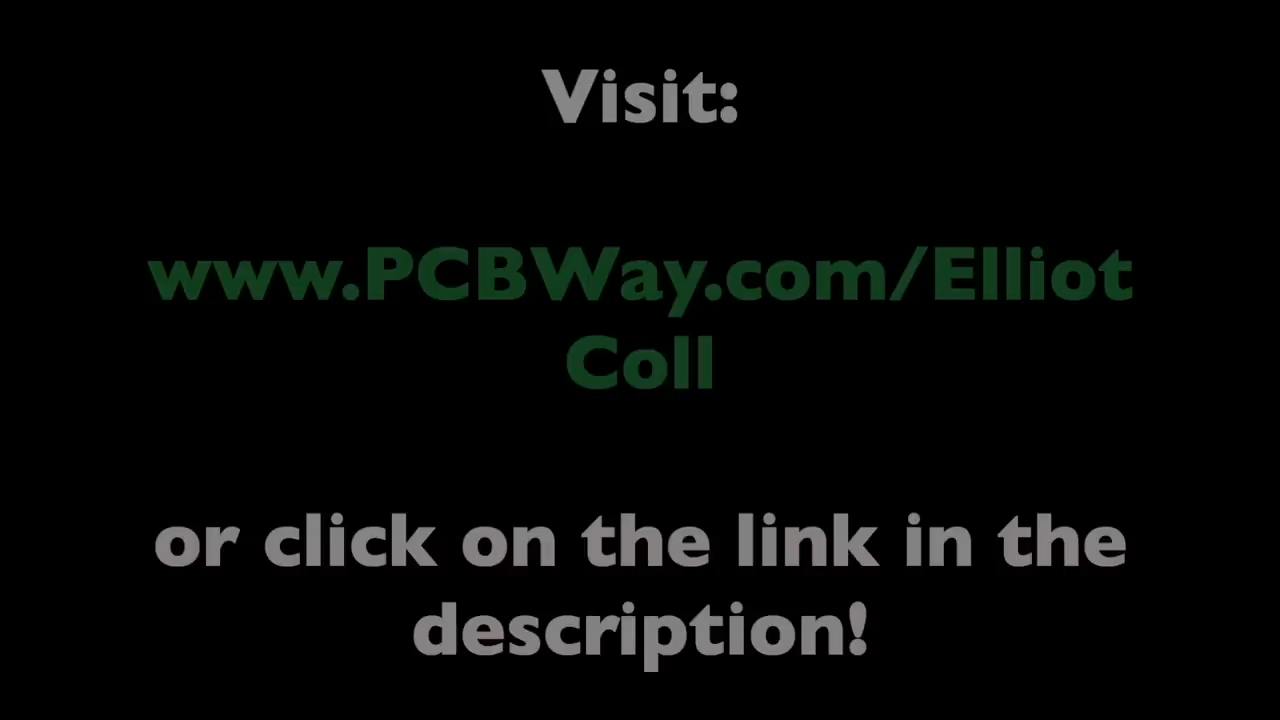 Visit:
www.PCBWay.com/Elliot
Coll
or click on the link in the
description!